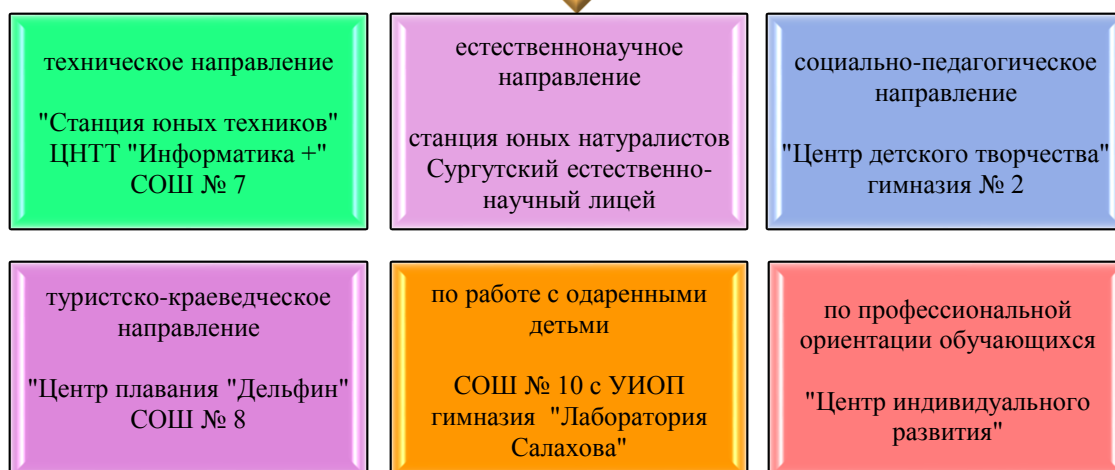 техническое направление
"Станция юных техников"
ЦНТТ "Информатика +"
СОШ № 7
естественнонаучное
направление
станция юных натуралистов
Сургутский естественно-
научный лицей
социально-педагогическое
направление
"Центр детского творчества"
гимназия № 2
туристско-краеведческое
направление
"Центр плавания "Дельфин"
СОШ № 8
по работе с одаренными
детьми
СОШ № 10 с УИОП
гимназия "Лаборатория
Салахова"
по профессиональной
ориентации обучающихся
"Центр индивидуального
развития"